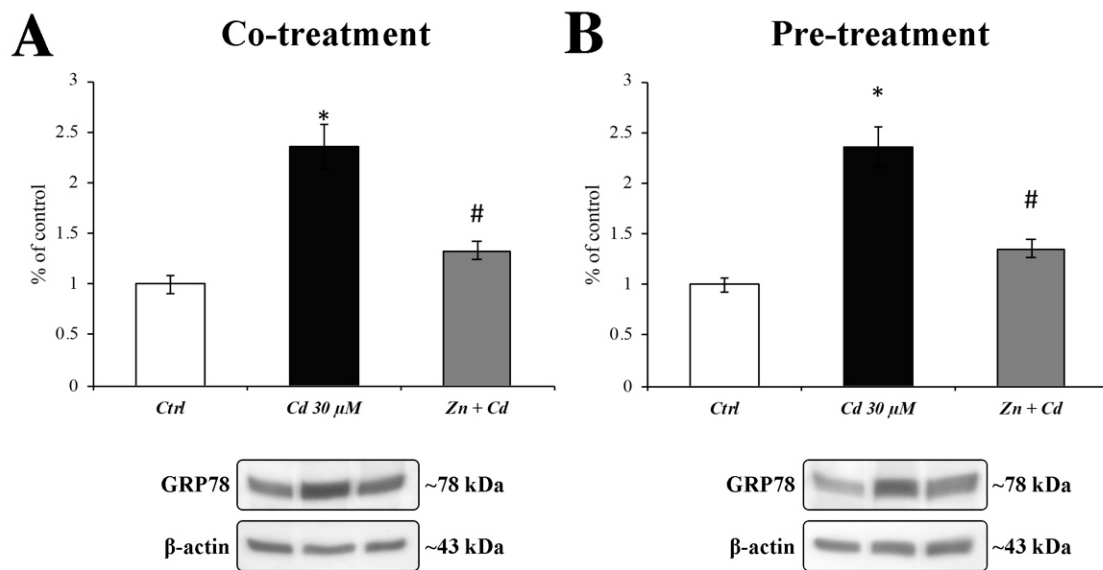 A
Co-treatment
3
2.5
2
1.5
1
0.5
0
% of control
*
#
Ctrl
Cd 30 µM
Zn + Cd
GRP78
~78 kDa
β-actin
~43 kDa
B
Pre-treatment
3
2.5
2
1.5
1
0.5
0
% of control
*
#
Ctrl
Cd 30 µM
Zn + Cd
GRP78
~78 kDa
β-actin
~43 kDa